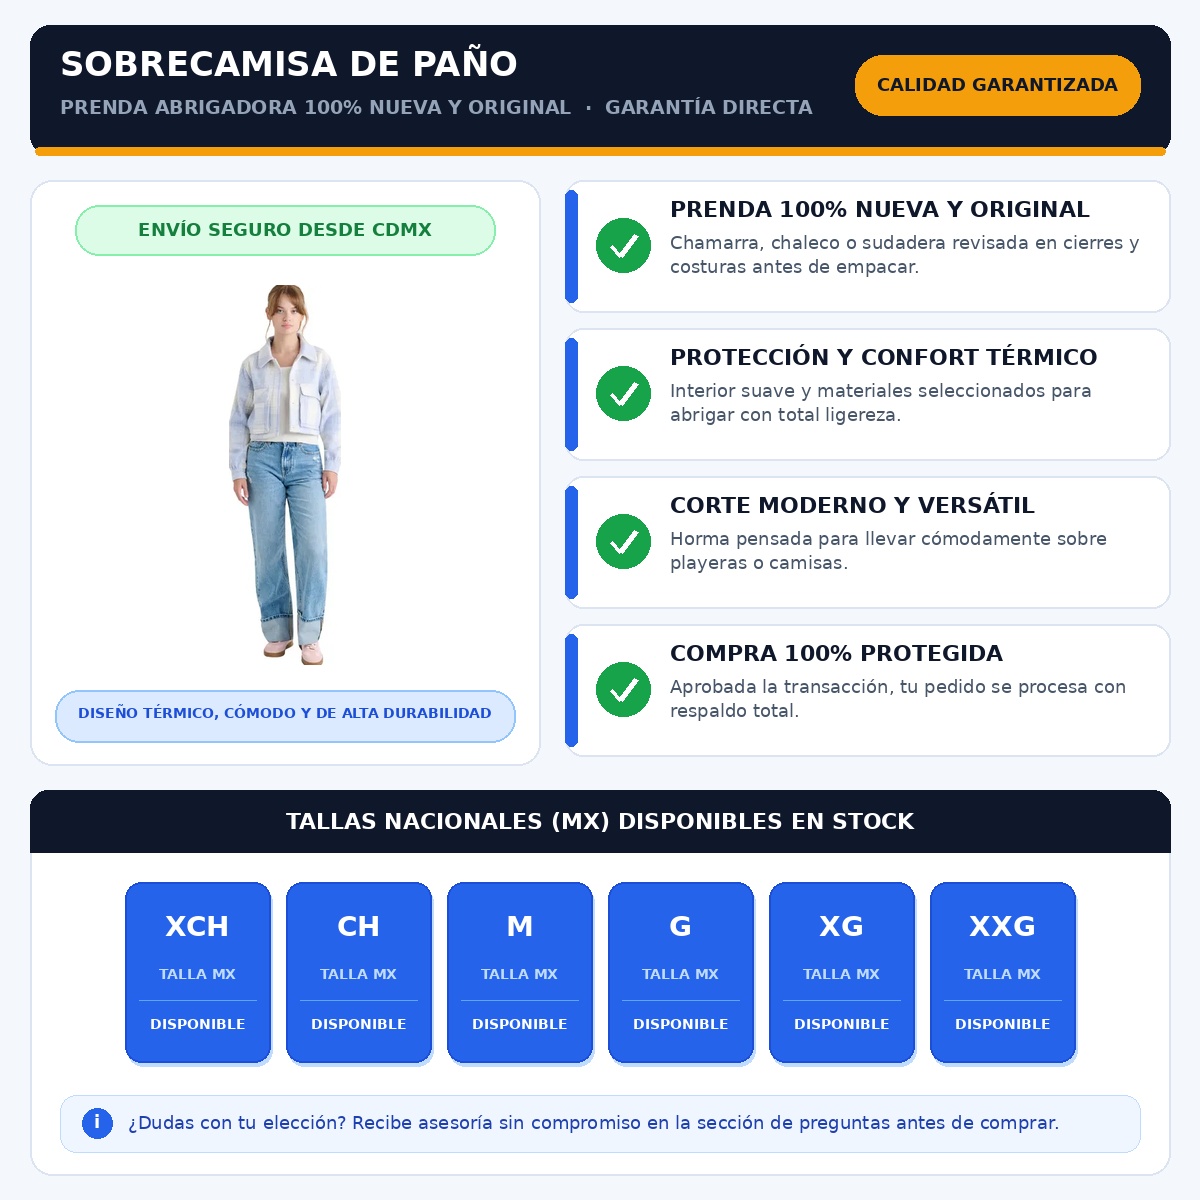 SOBRECAMISA DE PAÑO
PRENDA ABRIGADORA 100% NUEVA Y ORIGINAL · GARANTÍA DIRECTA
CALIDAD GARANTIZADA
ENVÍO SEGURO DESDE CDMX
DISEÑO TÉRMICO, CÓMODO Y DE ALTA DURABILIDAD
PRENDA 100% NUEVA Y ORIGINAL
Chamarra, chaleco o sudadera revisada en cierres y
costuras antes de empacar.
PROTECCIÓN Y CONFORT TÉRMICO
Interior suave y materiales seleccionados para
abrigar con total ligereza.
CORTE MODERNO Y VERSÁTIL
Horma pensada para llevar cómodamente sobre
playeras o camisas.
COMPRA 100% PROTEGIDA
Aprobada la transacción, tu pedido se procesa con
respaldo total.
TALLAS NACIONALES (MX) DISPONIBLES EN STOCK
XCH
TALLA MX
DISPONIBLE
CH
TALLA MX
DISPONIBLE
M
TALLA MX
DISPONIBLE
G
TALLA MX
DISPONIBLE
XG
TALLA MX
DISPONIBLE
XXG
TALLA MX
DISPONIBLE
i
¿Dudas con tu elección? Recibe asesoría sin compromiso en la sección de preguntas antes de comprar.